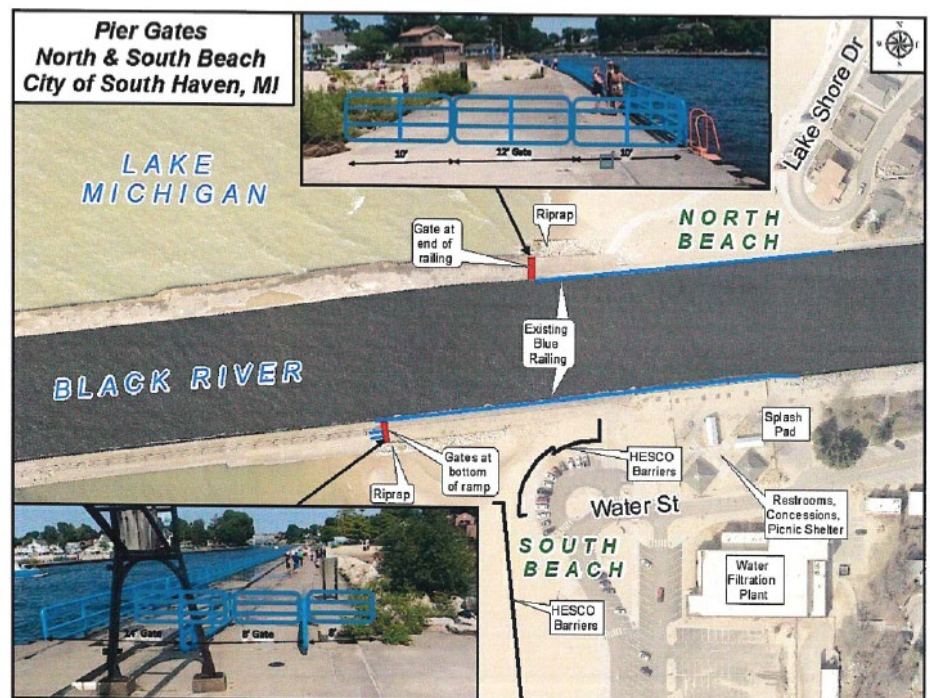 Pier Gates
North & South Beach
City of South Haven, MI
N
LAKE
MICHIGAN
10'
12' Gate
10'
Lake Shore Dr
Riprap
Gate at
end of
railing
NORTH
BEACH
Existing
Blue
Railing
BLACK RIVER
Splash
Pad
HESCO
Barriers
Gates at
bottom
of ramp
Riprap
Water St
Restrooms,
Concessions,
Picnic Shelter
SOUTH
BEACH
Water
Filtration
Plant
HESCO
Barriers
14' Gate
8' Gate
8'